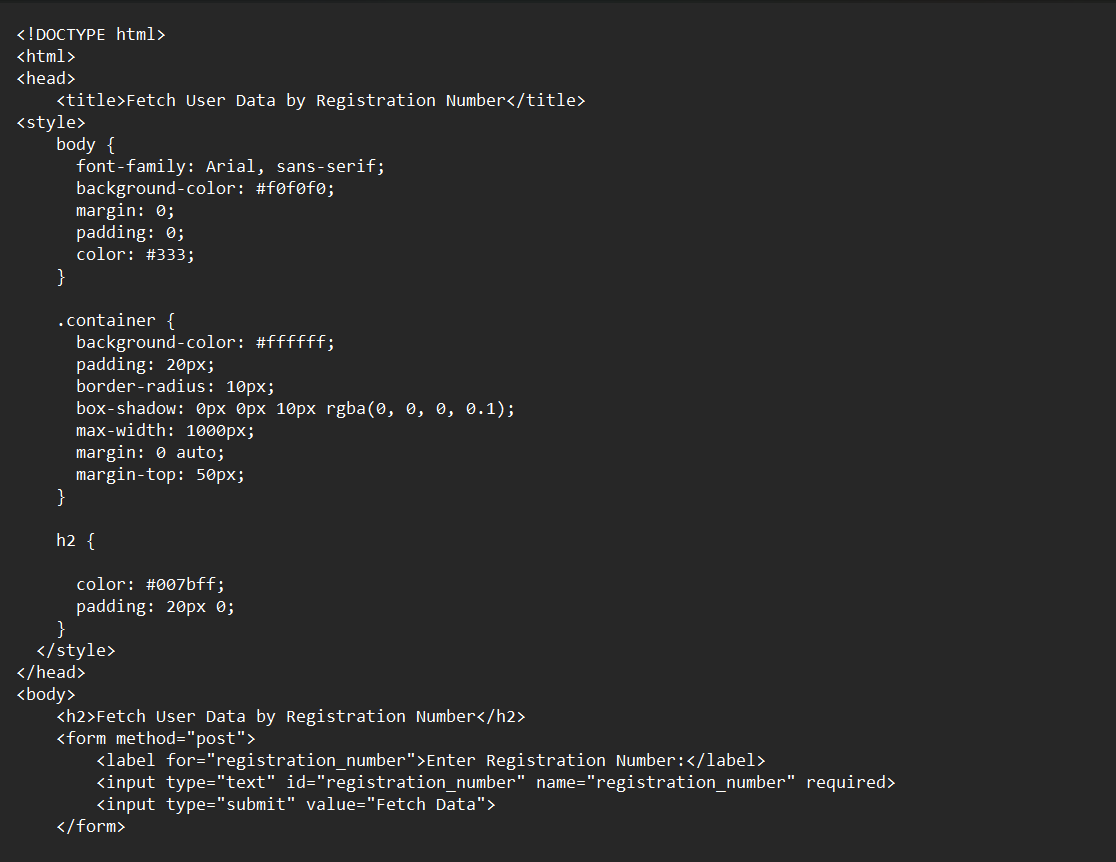 <!DOCTYPE html>
<html>
<head>
    <title>Fetch User Data by Registration Number</title>
<style>
    body {
      font-family: Arial, sans-serif;
      background-color: #f0f0f0;
      margin: 0;
      padding: 0;
      color: #333;
    }

    .container {
      background-color: #ffffff;
      padding: 20px;
      border-radius: 10px;
      box-shadow: 0px 0px 10px rgba(0, 0, 0, 0.1);
      max-width: 1000px;
      margin: 0 auto;
      margin-top: 50px;
    }

    h2 {

      color: #007bff;
      padding: 20px 0;
    }
  </style>
</head>
<body>
    <h2>Fetch User Data by Registration Number</h2>
    <form method="post">
        <label for="registration_number">Enter Registration Number:</label>
        <input type="text" id="registration_number" name="registration_number" required>
        <input type="submit" value="Fetch Data">
    </form>